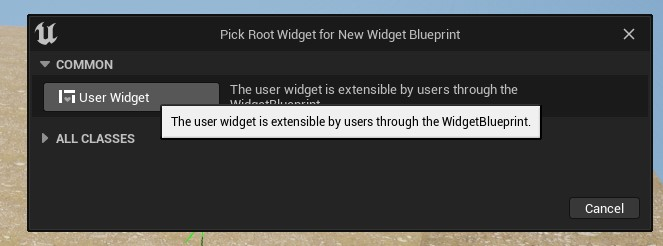 Pick Root Widget for New Widget Blueprint
COMMON
User Widget
The user widget is extensible by users through the
WidgetBlueprint.
The user widget is extensible by users through the WidgetBlueprint.
ALL CLASSES
Cancel